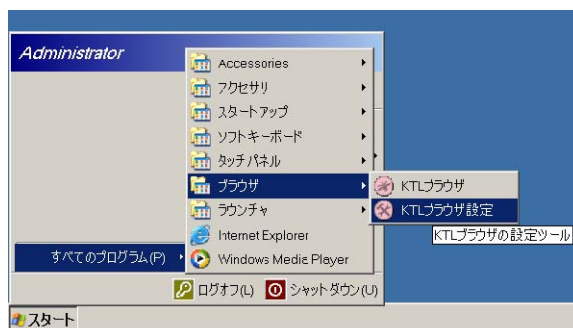 Administrator
Accessories
アクセサリ
スタートアップ
ソフトキーボード
タッチパネル
ブラウザ
ラウンチャ
Internet Explorer
Windows Media Player
KTLブラウザ
KTLブラウザ設定
KTLブラウザの設定ツール
すべてのプログラム(P)
ログオフ(L)
シャットダウン(U)
スタート